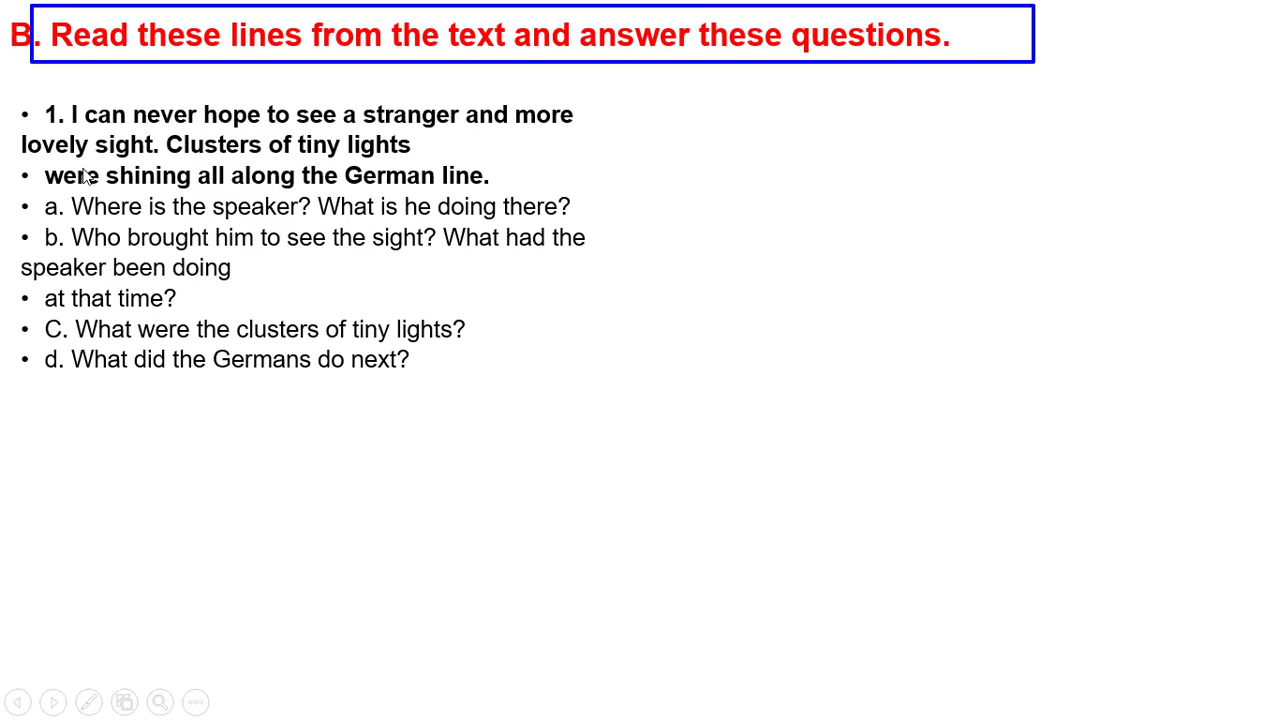 B. Read these lines from the text and answer these questions.
• 1. I can never hope to see a stranger and more
lovely sight. Clusters of tiny lights
• were shining all along the German line.
• a. Where is the speaker? What is he doing there?
• b. Who brought him to see the sight? What had the
speaker been doing
• at that time?
• C. What were the clusters of tiny lights?
• d. What did the Germans do next?